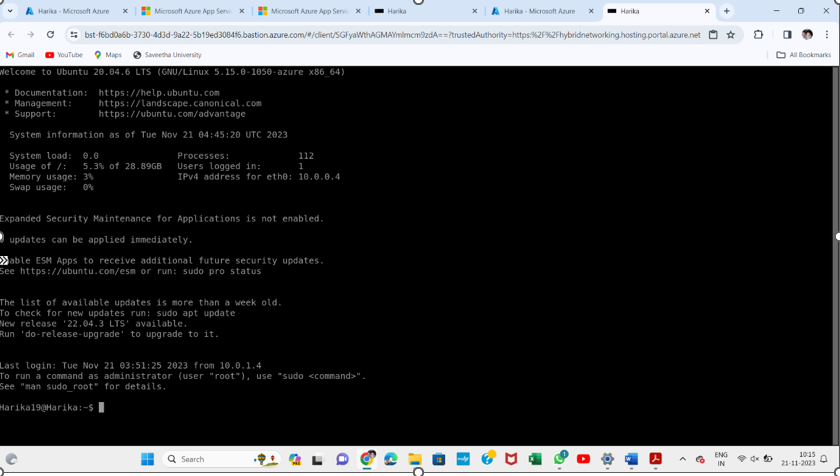 Harika - Microsoft Azure
Microsoft Azure App Service
Microsoft Azure App Service
Harika
Harika - Microsoft Azure
Harika
bst-f6bda0a6-3730-4d3f-9a22-5b3230d3084f6.bastion.azure.com/#/client/SGFyaWthAGMAYmlmcm9zdA==?trustedAuthority=https:%2F%2Fhybridnetworking.hosting.portal.azure.net
Gmail
YouTube
Maps
Saveetha University
Welcome to Ubuntu 20.04.6 LTS (GNU/Linux 5.15.0-1050-azure x86_64)
* Documentation: https://help.ubuntu.com
* Management: https://landscape.canonical.com
* Support: https://ubuntu.com/advantage
System information as of Tue Nov 21 04:45:20 UTC 2023
System load: 0.0 Processes: 112
Usage of /: 5.3% of 28.89GB Users logged in: 1
Memory usage: 3% IPv4 address for eth0: 10.0.0.4
Swap usage: 0%
Expanded Security Maintenance for Applications is not enabled.
updates can be applied immediately.
able ESM Apps to receive additional future security updates.
See https://ubuntu.com/esm or run: sudo pro status
The list of available updates is more than a week old.
To check for new updates run: sudo apt update
New release '22.04.3 LTS' available.
Run 'do-release-upgrade' to upgrade to it.
Last login: Tue Nov 21 03:51:25 2023 from 10.0.1.4
To run a command as administrator (user "root"), use "sudo <command>".
See "man sudo_root" for details.
Harika19@Harika:~$
Search
ENG
IN
10:15
21-11-2023